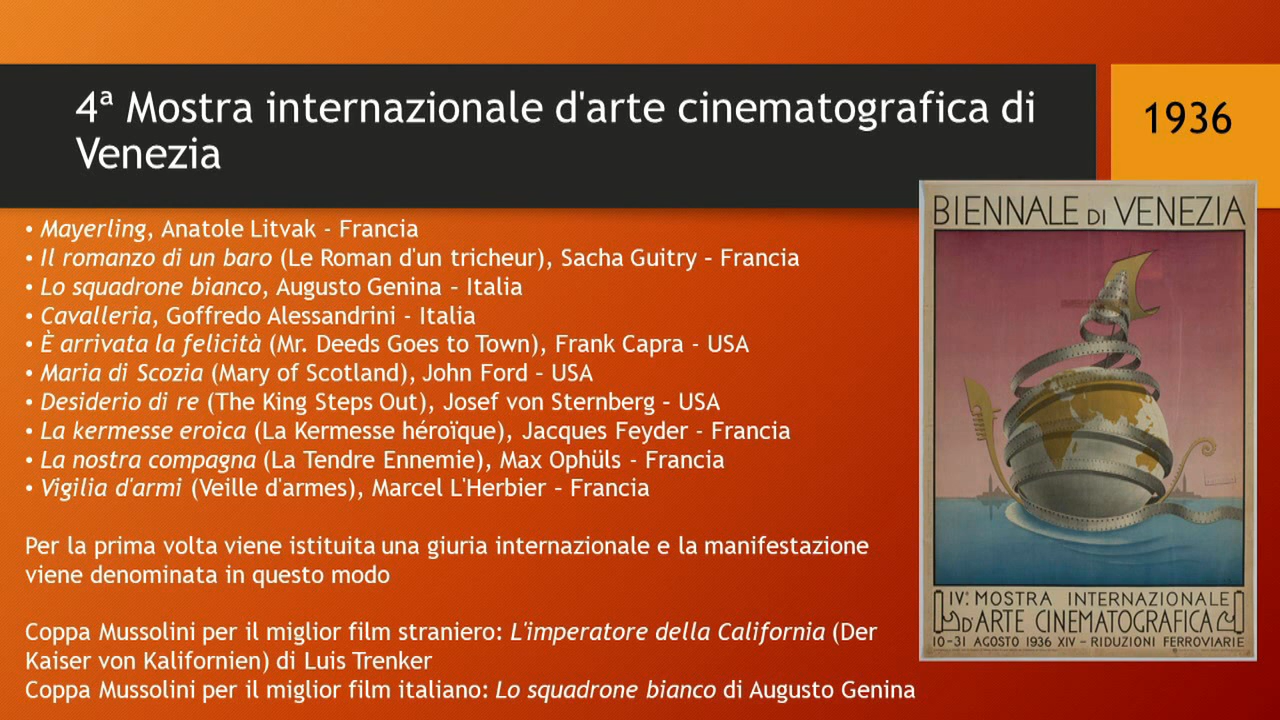 4ª Mostra internazionale d'arte cinematografica di
Venezia
1936
• Mayerling, Anatole Litvak - Francia
• Il romanzo di un baro (Le Roman d'un tricheur), Sacha Guitry – Francia
• Lo squadrone bianco, Augusto Genina – Italia
• Cavalleria, Goffredo Alessandrini - Italia
• È arrivata la felicità (Mr. Deeds Goes to Town), Frank Capra - USA
• Maria di Scozia (Mary of Scotland), John Ford – USA
• Desiderio di re (The King Steps Out), Josef von Sternberg – USA
• La kermesse eroica (La Kermesse héroïque), Jacques Feyder - Francia
• La nostra compagna (La Tendre Ennemie), Max Ophüls - Francia
• Vigilia d'armi (Veille d'armes), Marcel L'Herbier – Francia
Per la prima volta viene istituita una giuria internazionale e la manifestazione
viene denominata in questo modo
Coppa Mussolini per il miglior film straniero: L'imperatore della California (Der
Kaiser von Kalifornien) di Luis Trenker
Coppa Mussolini per il miglior film italiano: Lo squadrone bianco di Augusto Genina
BIENNALE DI VENEZIA
IV. MOSTRA INTERNAZIONALE
D'ARTE CINEMATOGRAFICA
10-31 AGOSTO 1936 XIV – RIDUZIONI FERROVIARIE